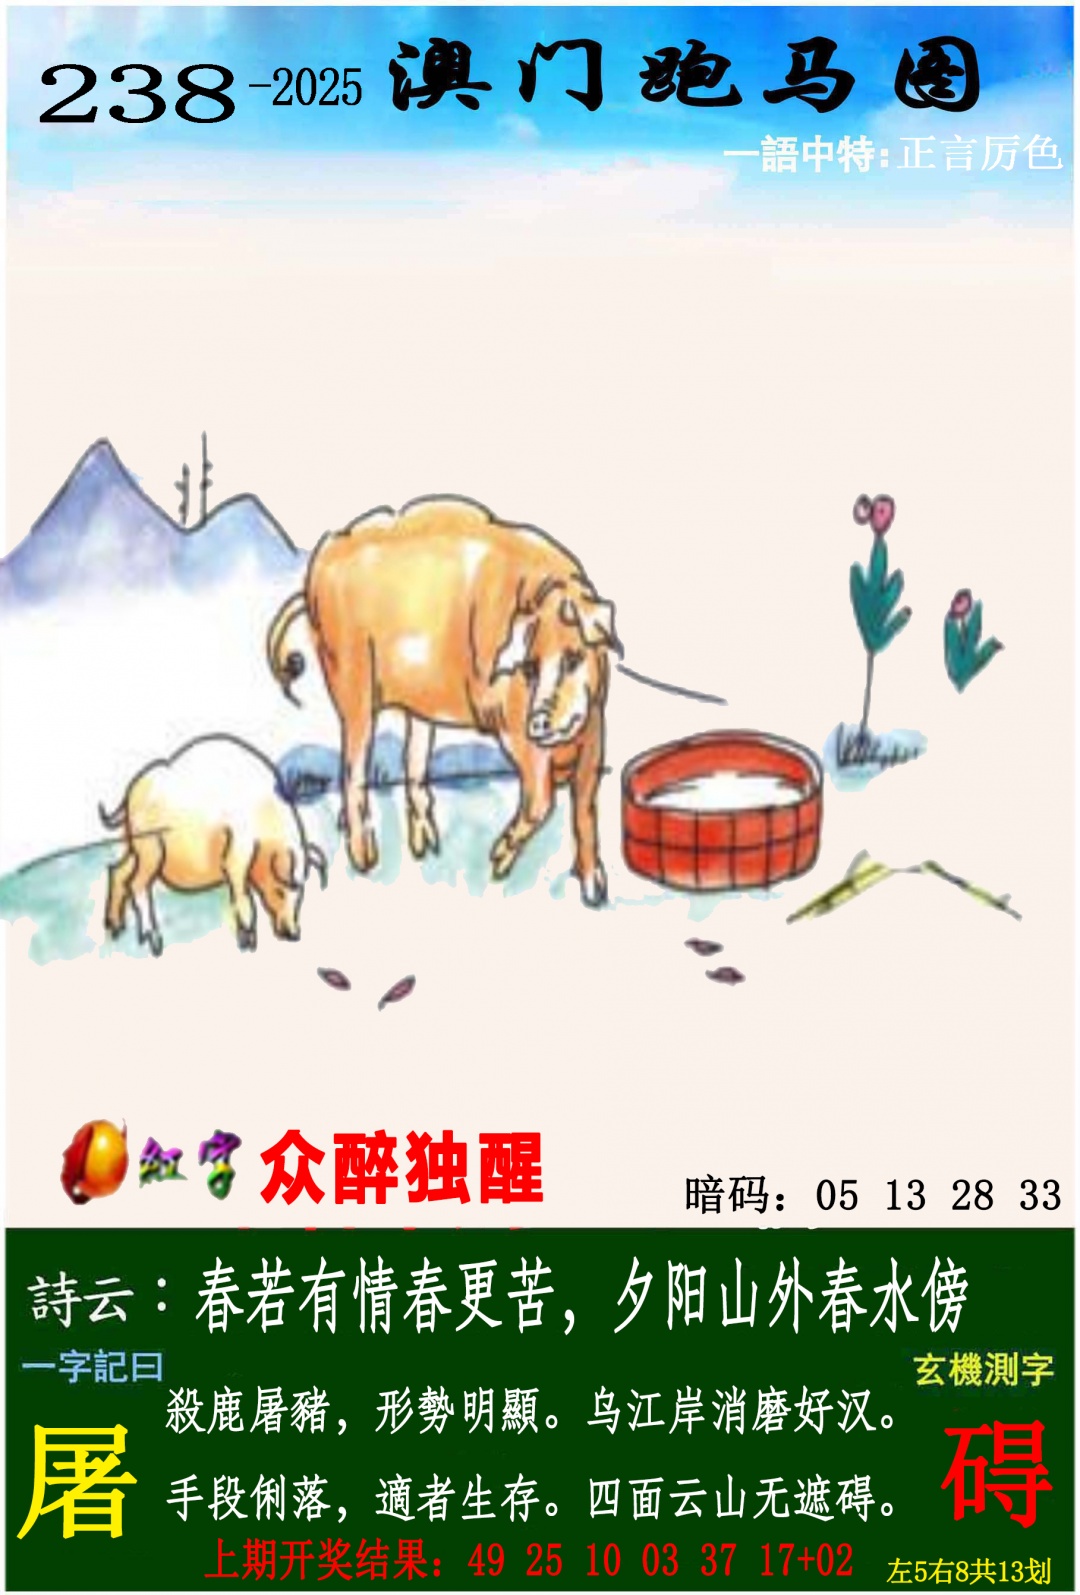 238-2025 澳门跑马图
一語中特:正言厉色
红字 众醉独醒
暗码：05 13 28 33
詩云：春若有情春更苦，夕阳山外春水傍
一字記曰
玄機測字
殺鹿屠豬，形勢明顯。乌江岸消磨好汉。
屠
碍
手段俐落，適者生存。四面云山无遮碍。
上期开奖结果：49 25 10 03 37 17+02
左5右8共13划